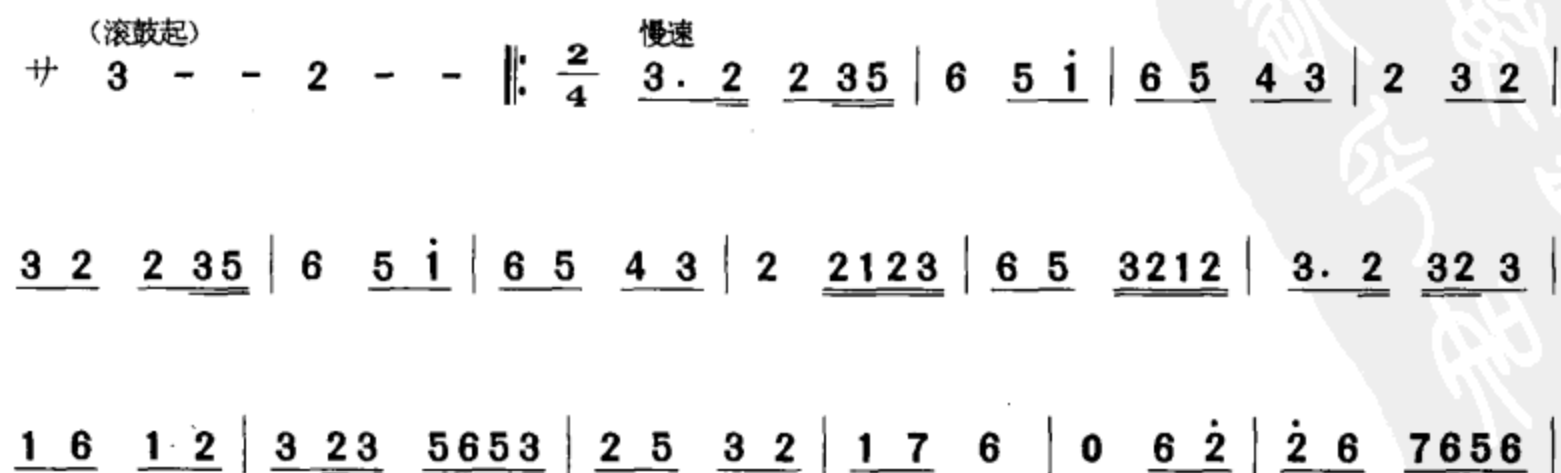 （滚鼓起） 慢速
サ 3 - - 2 - - 𝄆 2/4 3. 2 2 35 | 6 5 i̇ | 6 5 4 3 | 2 3 2 |
3 2 2 35 | 6 5 i̇ | 6 5 4 3 | 2 2123 | 6 5 3212 | 3. 2 32 3 |
1 6 1 2 | 3 23 5653 | 2 5 3 2 | 1 7 6 | 0 6 2̇ | 2̇ 6 7656 |